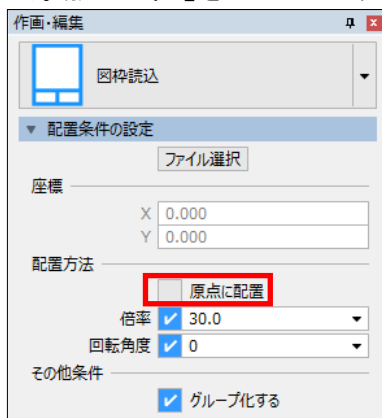 作画・編集
図枠読込
配置条件の設定
ファイル選択
座標
X 0.000
Y 0.000
配置方法
原点に配置
倍率 30.0
回転角度 0
その他条件
グループ化する